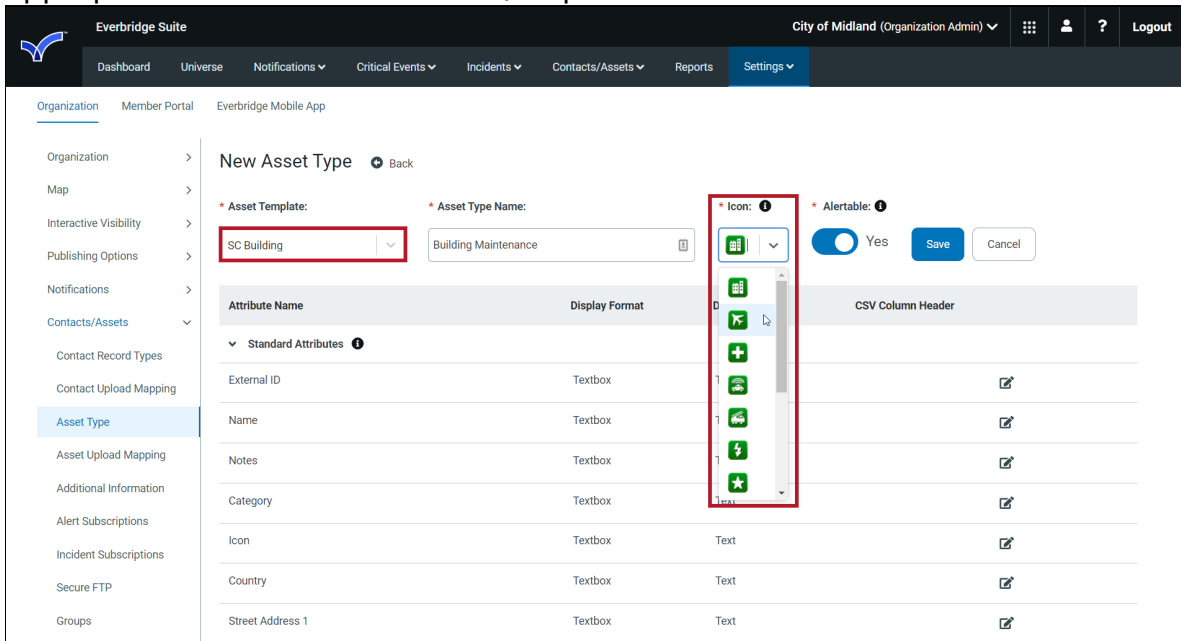 Everbridge Suite
City of Midland (Organization Admin)
?
Logout
Dashboard Universe Notifications Critical Events Incidents Contacts/Assets Reports Settings
Organization Member Portal Everbridge Mobile App
Organization
Map
Interactive Visibility
Publishing Options
Notifications
Contacts/Assets
Contact Record Types
Contact Upload Mapping
Asset Type
Asset Upload Mapping
Additional Information
Alert Subscriptions
Incident Subscriptions
Secure FTP
Groups
New Asset Type Back
* Asset Template: * Asset Type Name: * Icon: * Alertable:
SC Building Building Maintenance Yes Save Cancel
Attribute Name Display Format D CSV Column Header
Standard Attributes
External ID Textbox T
Name Textbox T
Notes Textbox T
Category Textbox Text
Icon Textbox Text
Country Textbox Text
Street Address 1 Textbox Text